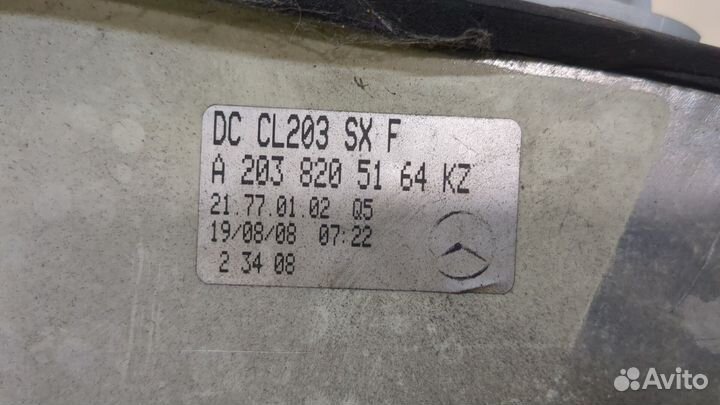 DC CL203 SX F
A 203 820 51 64 KZ
21.77.01.02 Q5
19/08/08 07:22
2 34 08
Avito